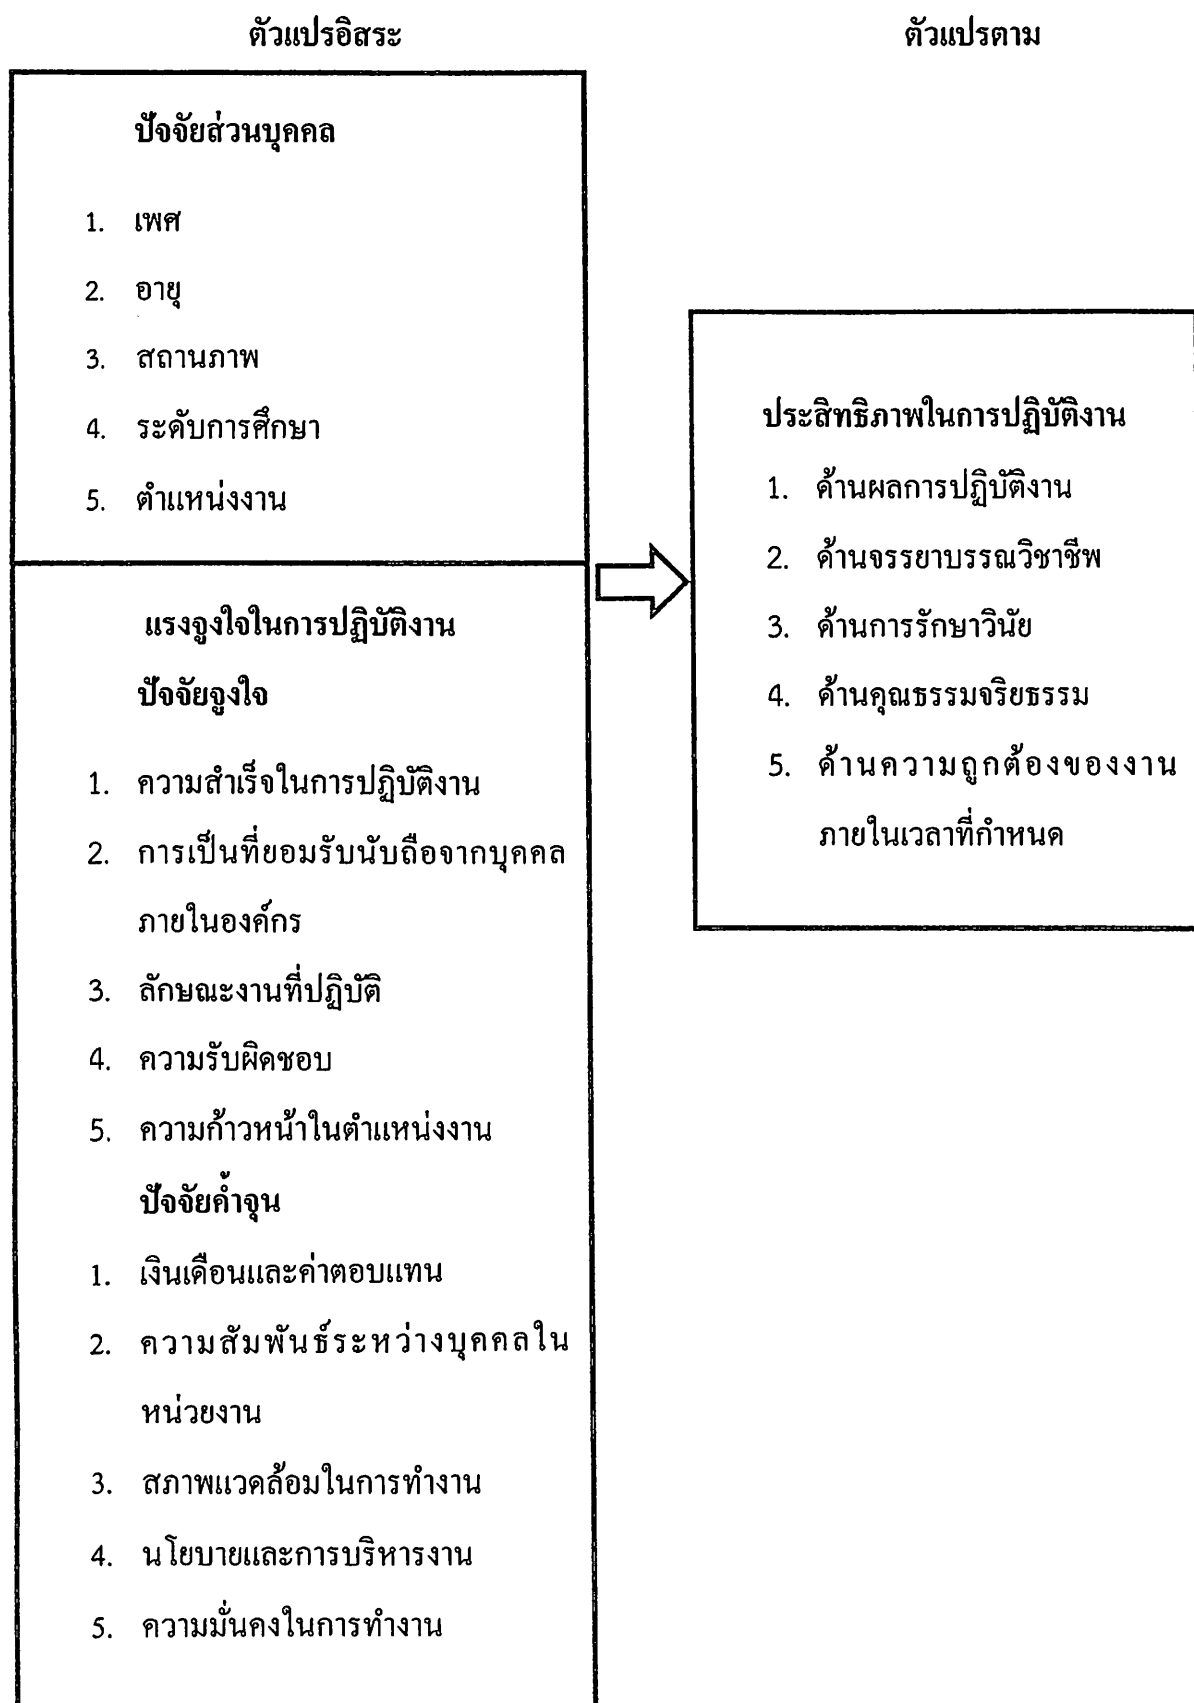 ตัวแปรอิสระ
ตัวแปรตาม
ปัจจัยส่วนบุคคล
1. เพศ
2. อายุ
3. สถานภาพ
4. ระดับการศึกษา
5. ตำแหน่งงาน
แรงจูงใจในการปฏิบัติงาน
ปัจจัยจูงใจ
1. ความสำเร็จในการปฏิบัติงาน
2. การเป็นที่ยอมรับนับถือจากบุคคล
ภายในองค์กร
3. ลักษณะงานที่ปฏิบัติ
4. ความรับผิดชอบ
5. ความก้าวหน้าในตำแหน่งงาน
ปัจจัยค้ำจุน
1. เงินเดือนและค่าตอบแทน
2. ความสัมพันธ์ระหว่างบุคคลใน
หน่วยงาน
3. สภาพแวดล้อมในการทำงาน
4. นโยบายและการบริหารงาน
5. ความมั่นคงในการทำงาน
ประสิทธิภาพในการปฏิบัติงาน
1. ด้านผลการปฏิบัติงาน
2. ด้านจรรยาบรรณวิชาชีพ
3. ด้านการรักษาวินัย
4. ด้านคุณธรรมจริยธรรม
5. ด้านความถูกต้องของงาน
ภายในเวลาที่กำหนด